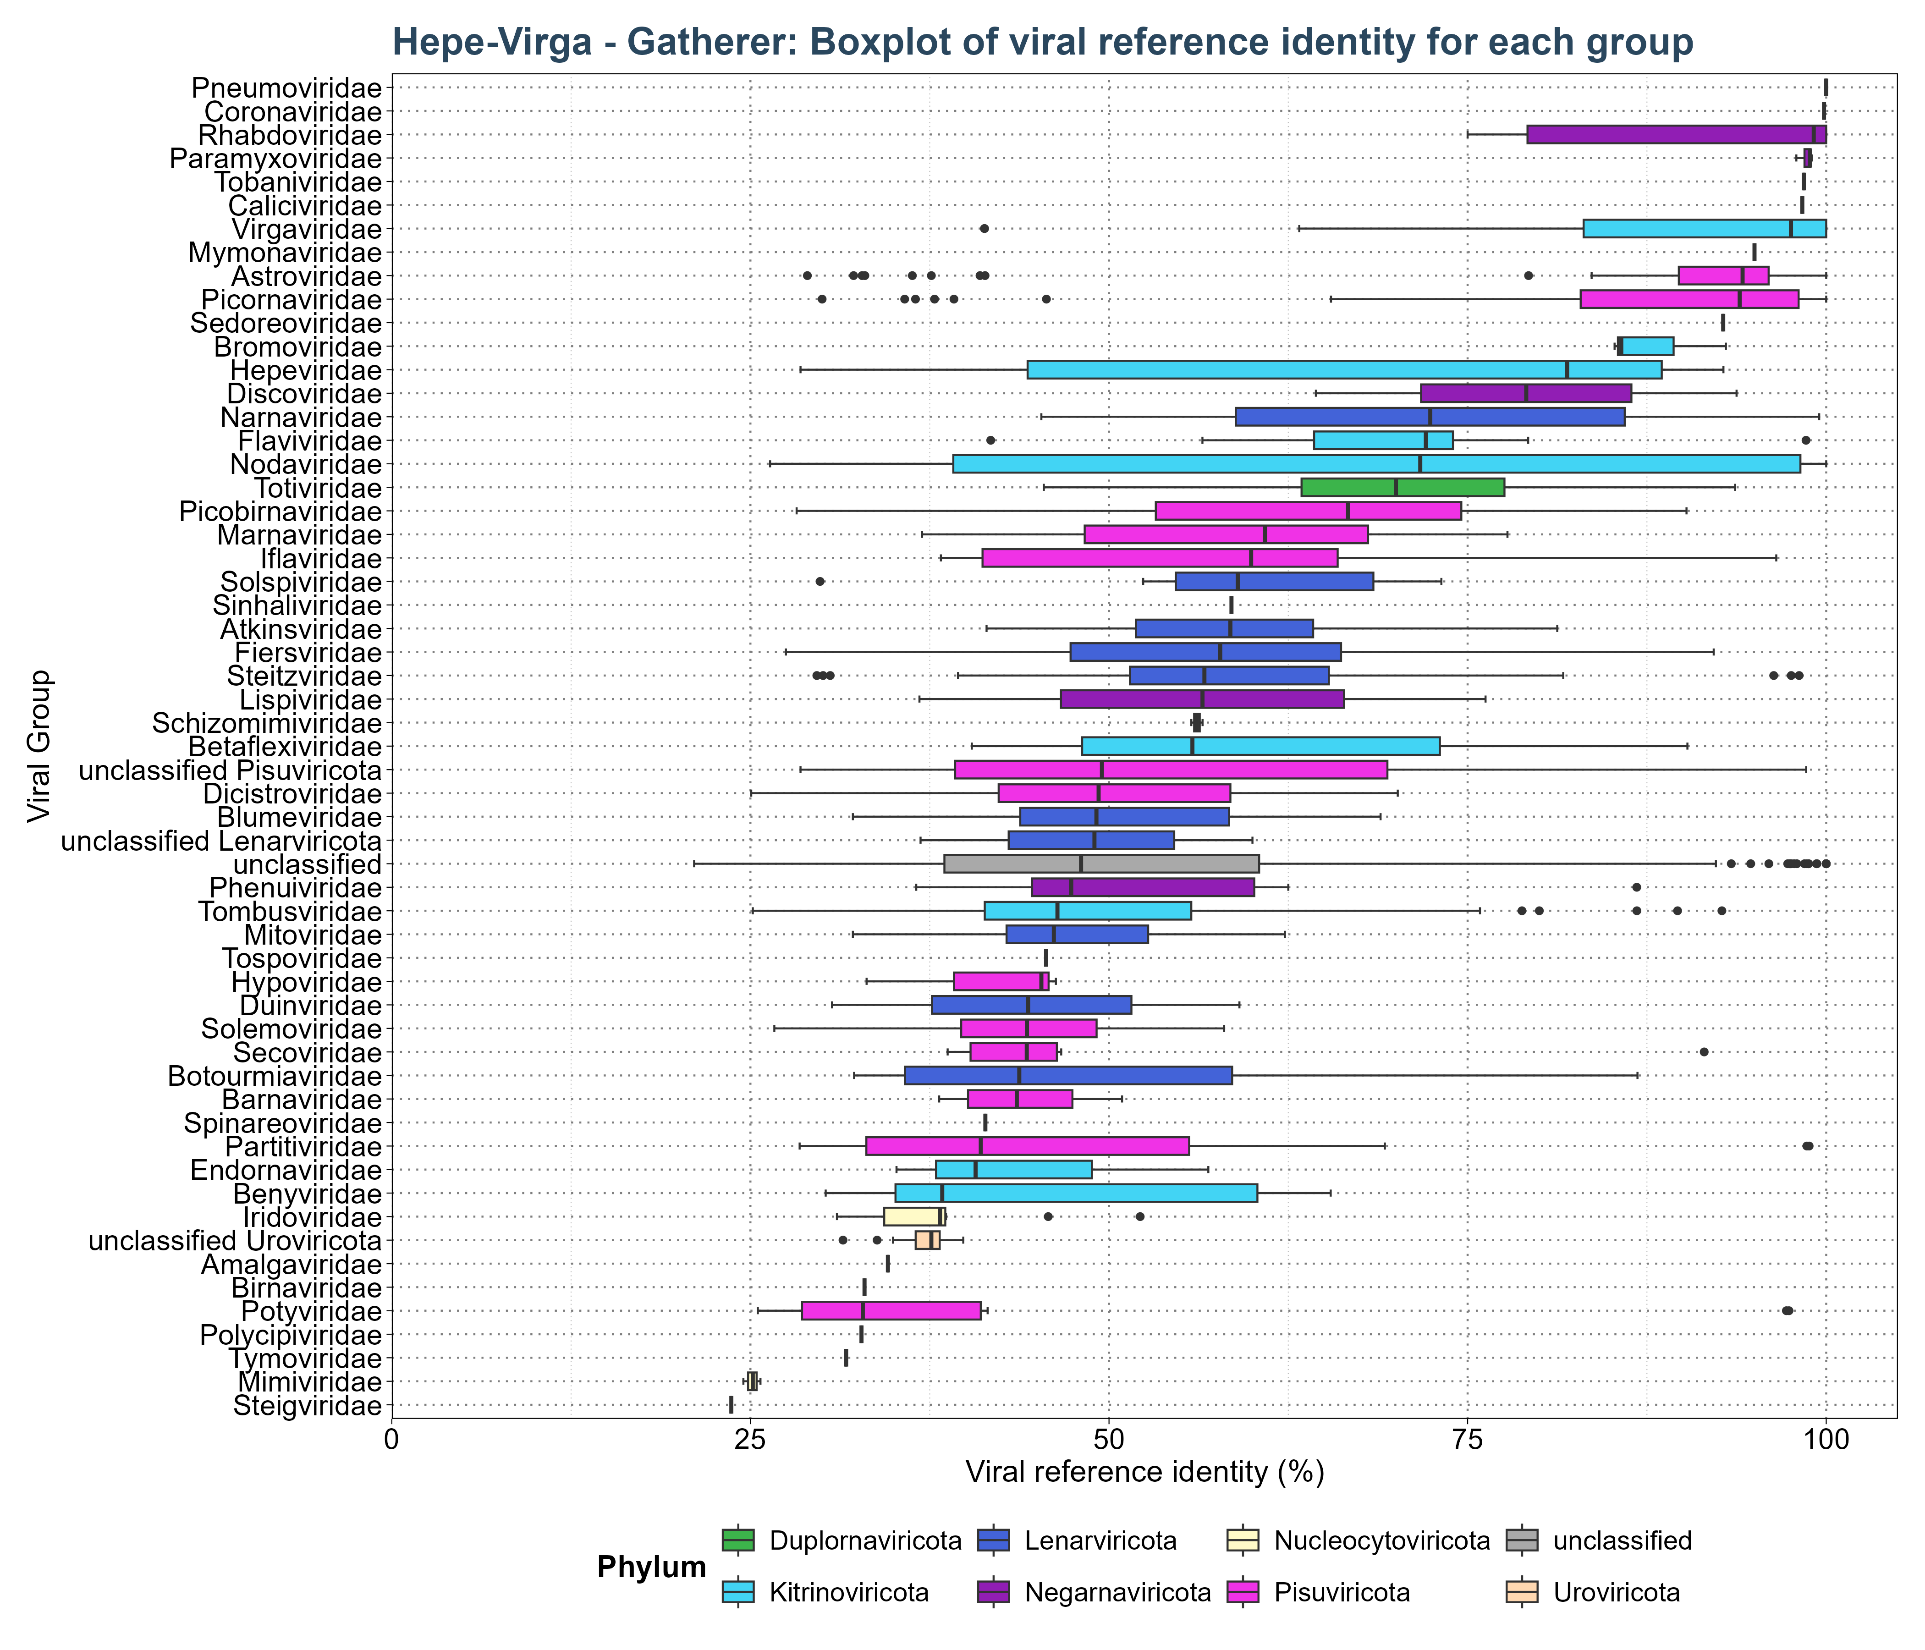 Hepe-Virga - Gatherer: Boxplot of viral reference identity for each group
Pneumoviridae
Coronaviridae
Rhabdoviridae
Paramyxoviridae
Tobaniviridae
Caliciviridae
Virgaviridae
Mymonaviridae
Astroviridae
Picornaviridae
Sedoreoviridae
Bromoviridae
Hepeviridae
Discoviridae
Narnaviridae
Flaviviridae
Nodaviridae
Totiviridae
Picobirnaviridae
Marnaviridae
Iflaviridae
Solspiviridae
Sinhaliviridae
Atkinsviridae
Fiersviridae
Steitzviridae
Lispiviridae
Schizomimiviridae
Betaflexiviridae
unclassified Pisuviricota
Dicistroviridae
Blumeviridae
unclassified Lenarviricota
unclassified
Phenuiviridae
Tombusviridae
Mitoviridae
Tospoviridae
Hypoviridae
Duinviridae
Solemoviridae
Secoviridae
Botourmiaviridae
Barnaviridae
Spinareoviridae
Partitiviridae
Endornaviridae
Benyviridae
Iridoviridae
unclassified Uroviricota
Amalgaviridae
Birnaviridae
Potyviridae
Polycipiviridae
Tymoviridae
Mimiviridae
Steigviridae
Viral Group
0 25 50 75 100
Viral reference identity (%)
Phylum
Duplornaviricota Lenarviricota Nucleocytoviricota unclassified
Kitrinoviricota Negarnaviricota Pisuviricota Uroviricota